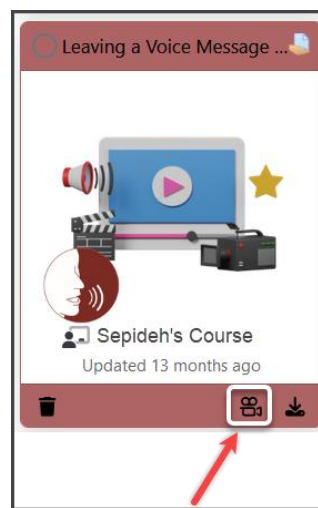 Leaving a Voice Message ...
Sepideh's Course
Updated 13 months ago